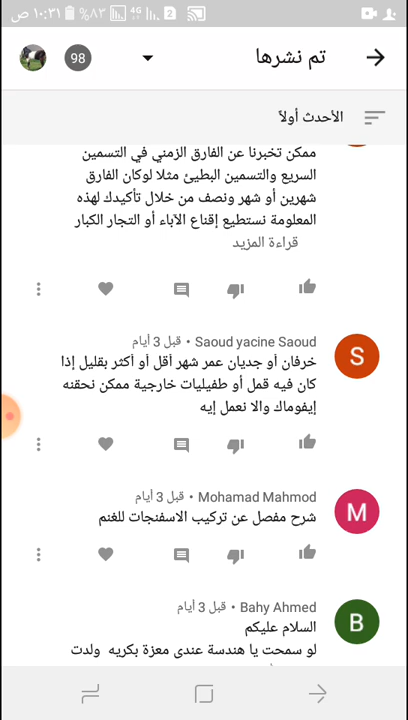 ١٠:٣١ ص
%٨٣
4G
2
تم نشرها
98
الأحدث أولاً
ممكن تخبرنا عن الفارق الزمني في التسمين
السريع والتسمين البطيئ مثلا لوكان الفارق
شهرين أو شهر ونصف من خلال تأكيدك لهذه
المعلومة نستطيع إقناع الآباء أو التجار الكبار
قراءة المزيد
Saoud yacine Saoud • قبل 3 أيام
S
خرفان أو جديان عمر شهر أقل أو أكثر بقليل إذا
كان فيه قمل أو طفيليات خارجية ممكن نحقنه
إيفوماك والا نعمل إيه
Mohamad Mahmod • قبل 3 أيام
M
شرح مفصل عن تركيب الاسفنجات للغنم
Bahy Ahmed • قبل 3 أيام
B
السلام عليكم
لو سمحت يا هندسة عندى معزة بكريه ولدت